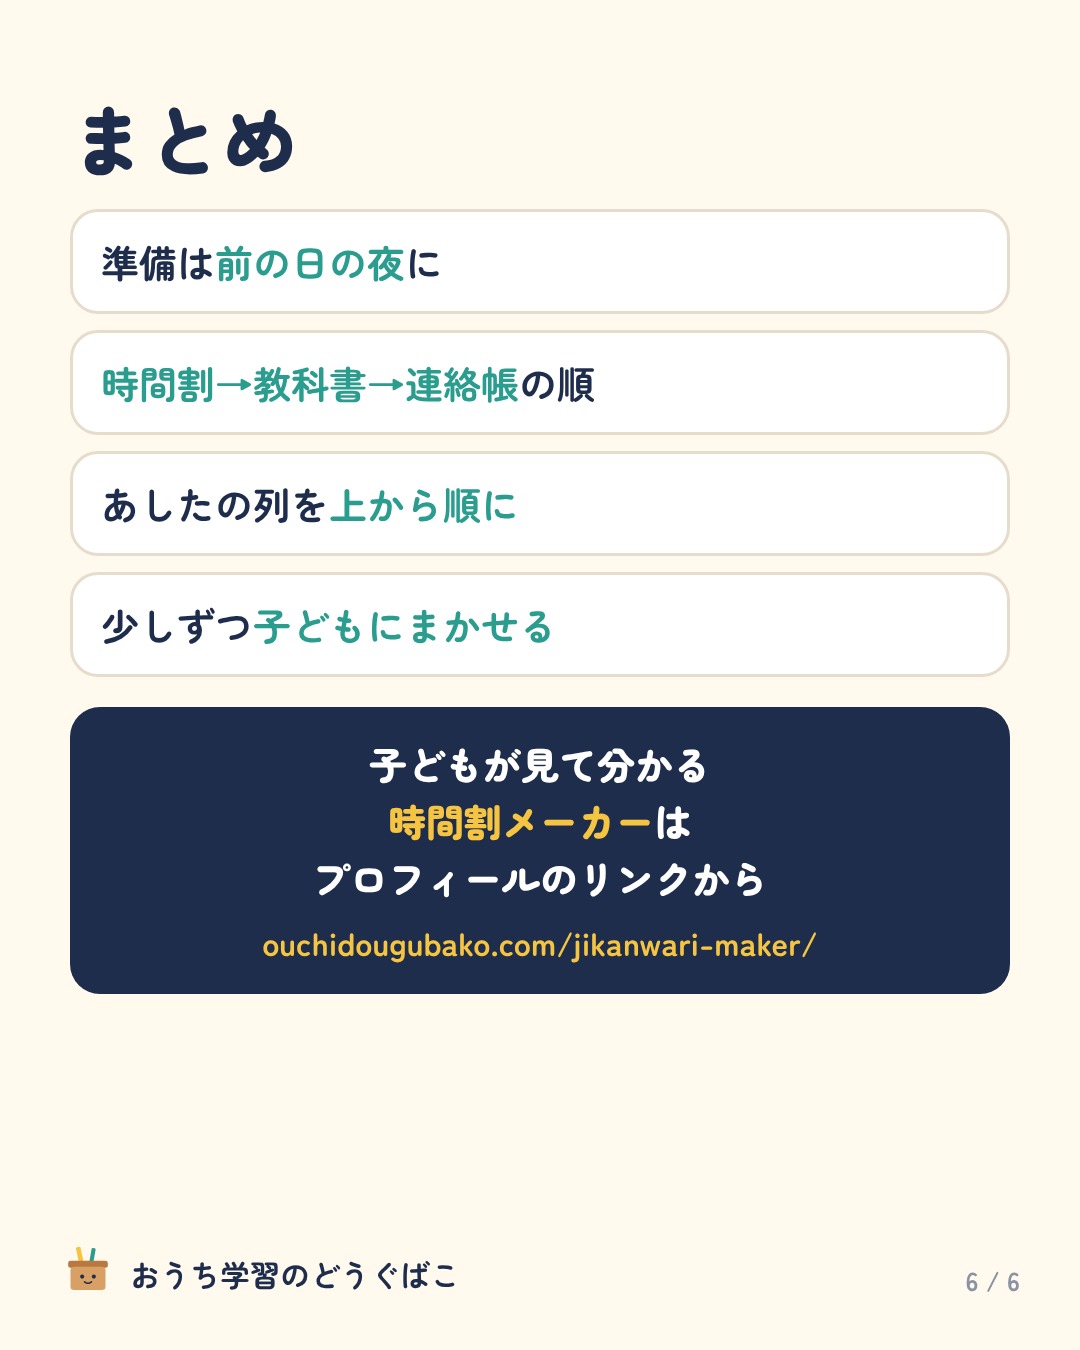 まとめ
準備は前の日の夜に
時間割→教科書→連絡帳の順
あしたの列を上から順に
少しずつ子どもにまかせる
子どもが見て分かる
時間割メーカーは
プロフィールのリンクから
ouchidougubako.com/jikanwari-maker/
おうち学習のどうぐばこ
6 / 6